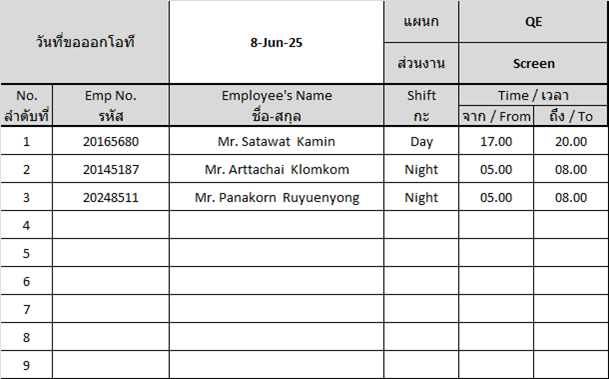 วันที่ขอออกโอที 8-Jun-25 แผนก QE
ส่วนงาน Screen
No. Emp No. Employee's Name Shift Time / เวลา
ลำดับที่ รหัส ชื่อ-สกุล กะ จาก / From ถึง / To
1 20165680 Mr. Satawat Kamin Day 17.00 20.00
2 20145187 Mr. Arttachai Klomkom Night 05.00 08.00
3 20248511 Mr. Panakorn Ruyuenyong Night 05.00 08.00
4
5
6
7
8
9